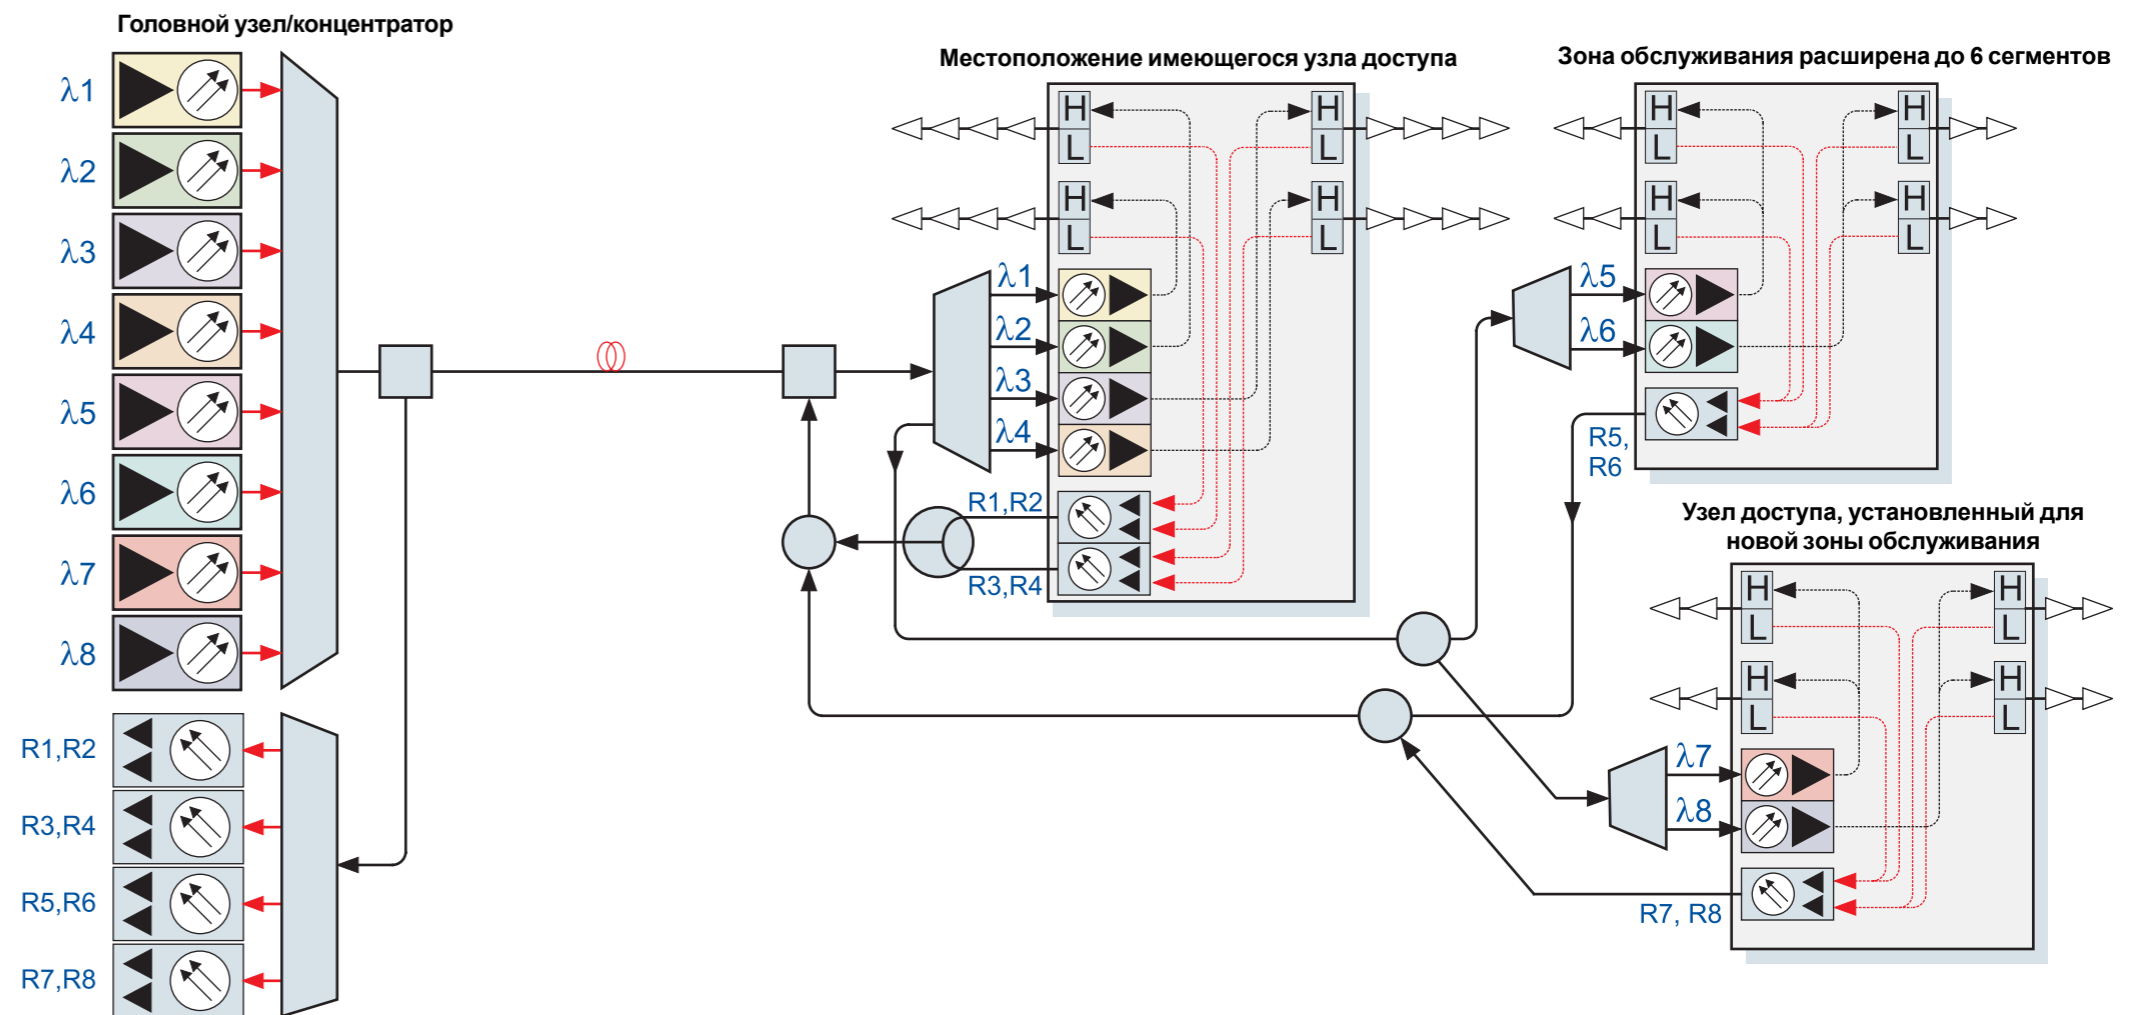 Головной узел/концентратор
λ1
λ2
λ3
λ4
λ5
λ6
λ7
λ8
R1,R2
R3,R4
R5,R6
R7,R8
Местоположение имеющегося узла доступа
H
L
H
L
H
L
H
L
λ1
λ2
λ3
λ4
R1,R2
R3,R4
Зона обслуживания расширена до 6 сегментов
H
L
H
L
H
L
H
L
λ5
λ6
R5,
R6
Узел доступа, установленный для
новой зоны обслуживания
H
L
H
L
H
L
H
L
λ7
λ8
R7, R8